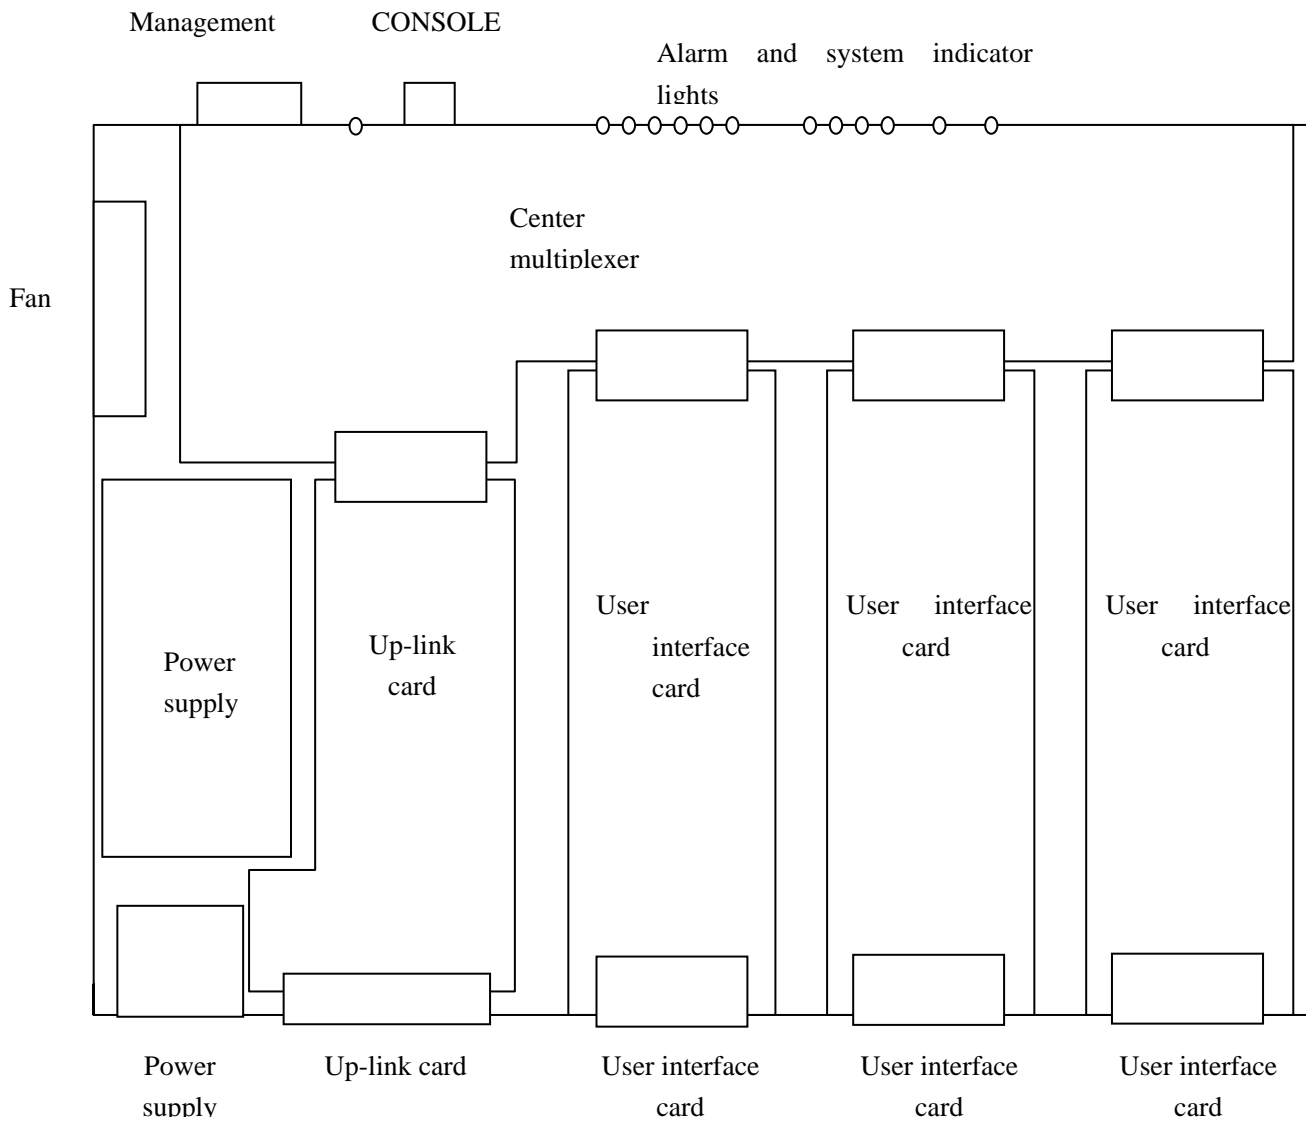 Management
CONSOLE
Alarm and system indicator
lights
Center
multiplexer
Fan
User
interface
card
User interface
card
User interface
card
Up-link
card
Power
supply
Power
supply
Up-link card
User interface
card
User interface
card
User interface
card